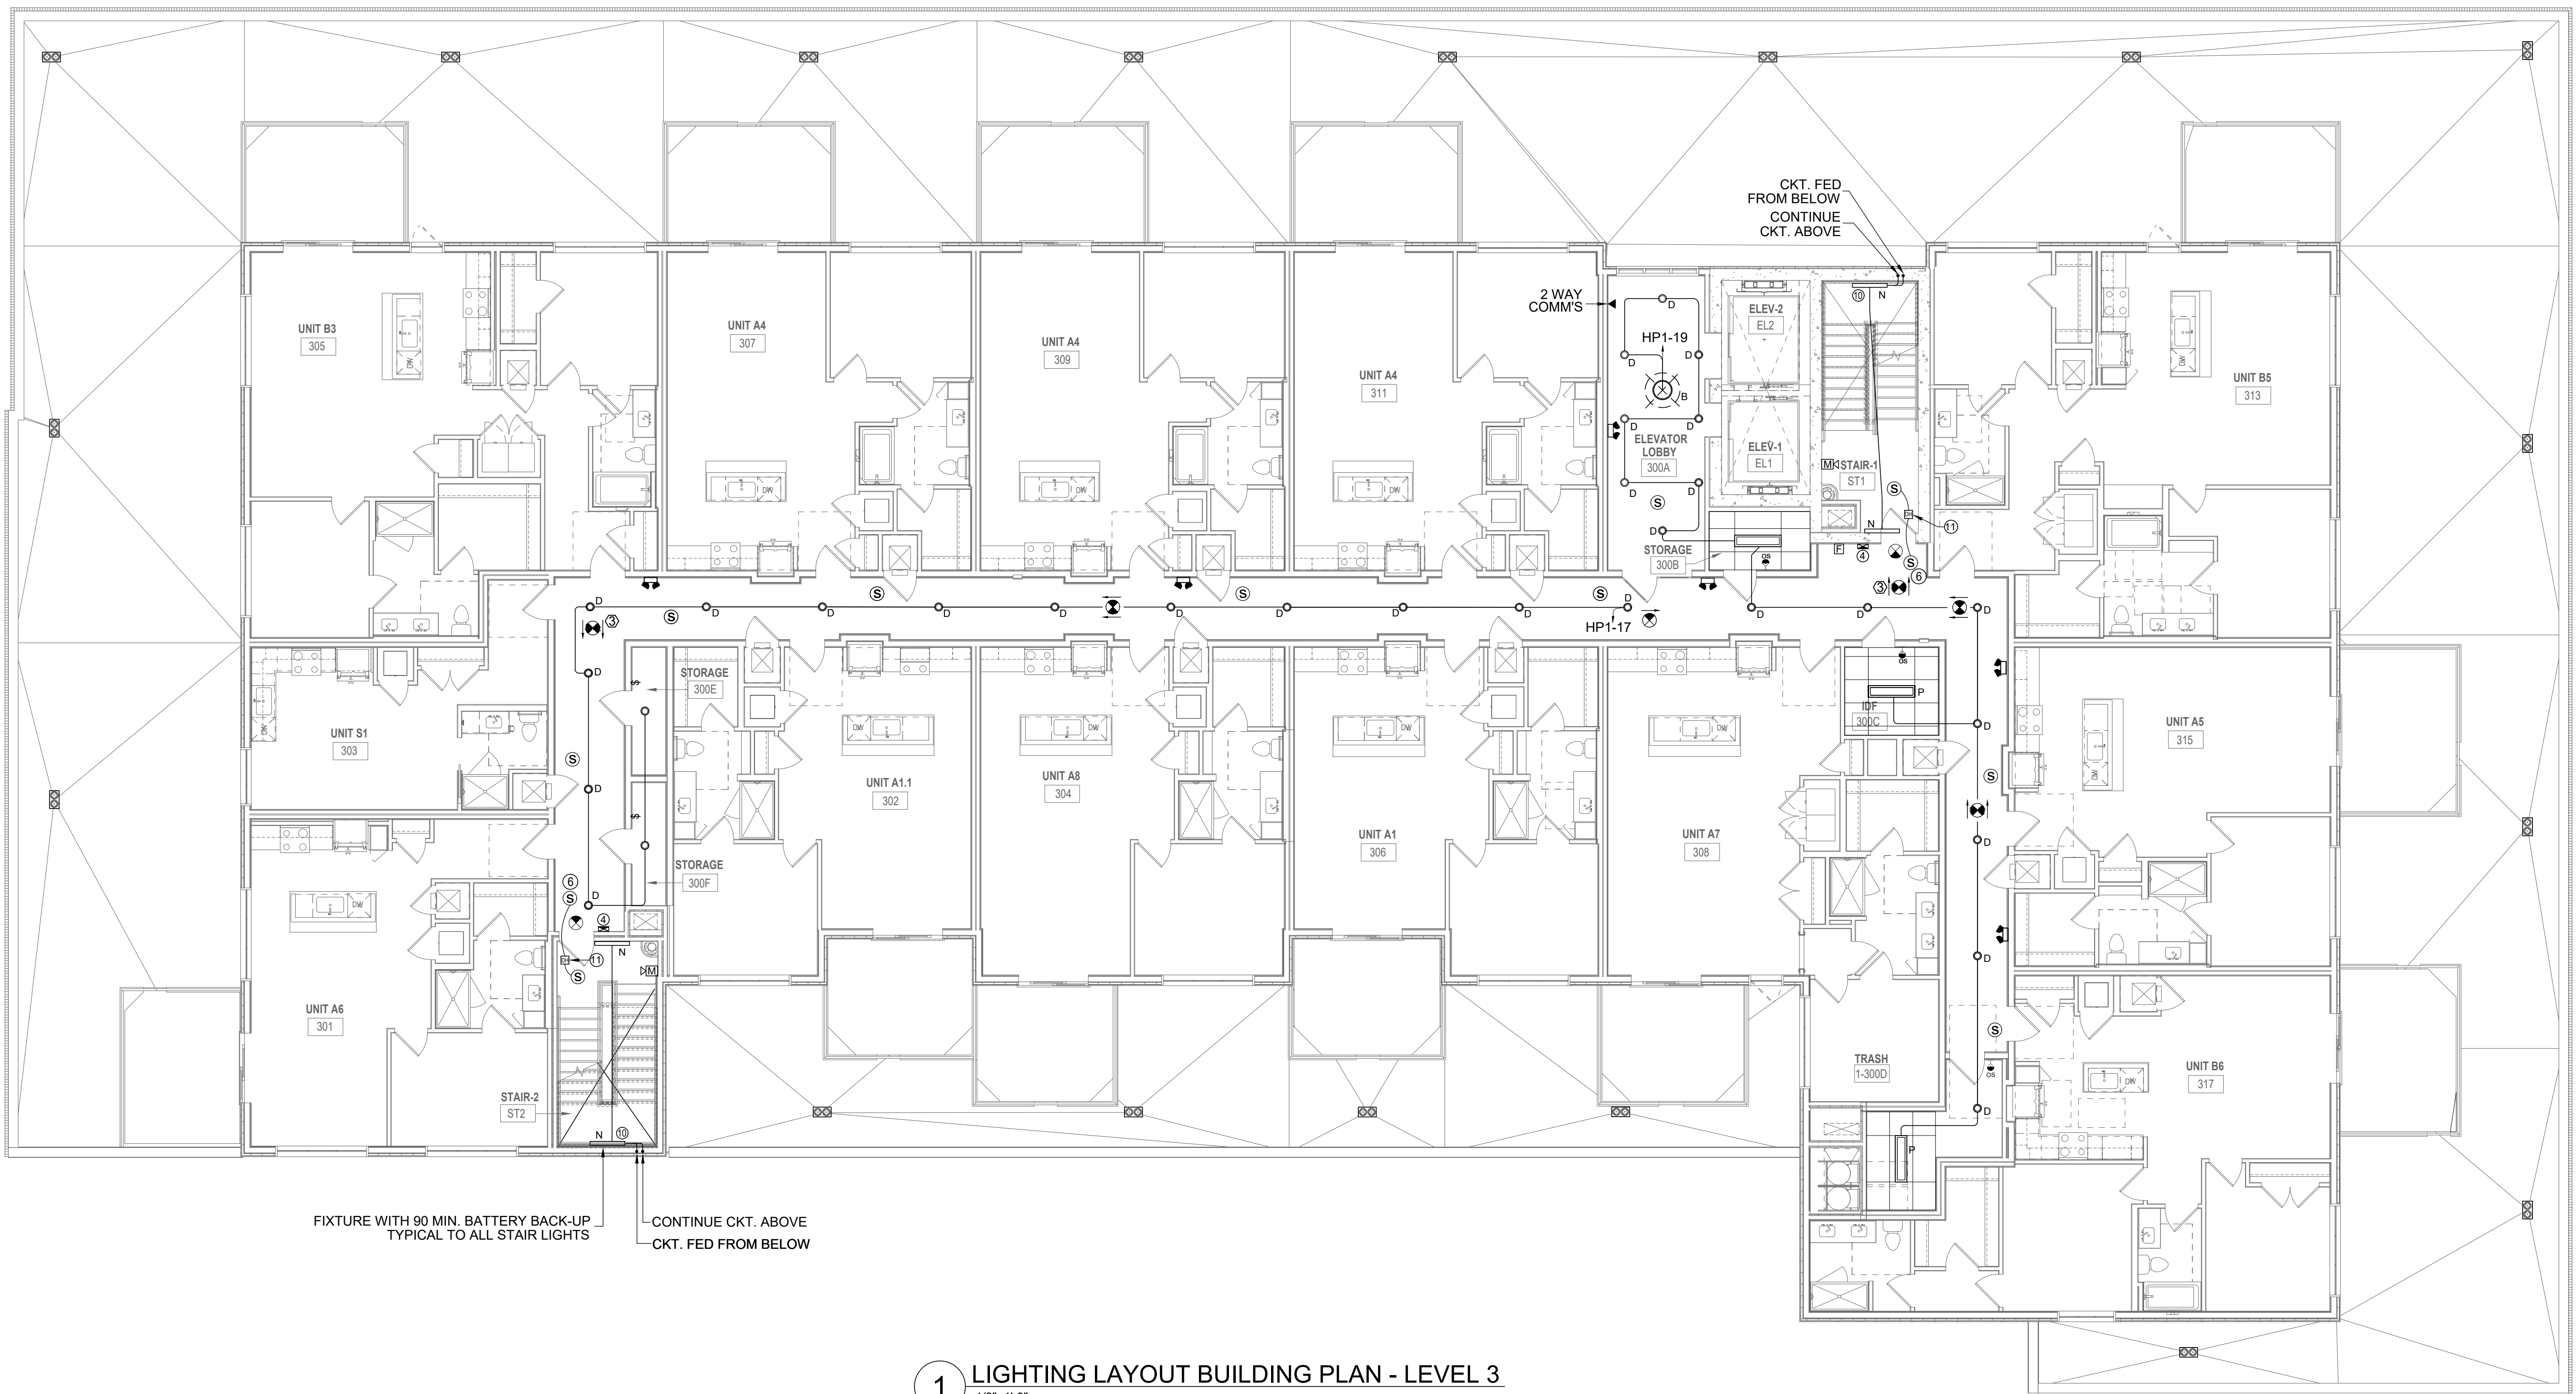 CKT. FED
FROM BELOW
CONTINUE
CKT. ABOVE
2 WAY
COMM'S
HP1-19
ELEV-2
EL2
ELEV-1
EL1
ELEVATOR
LOBBY
300A
STAIR-1
ST1
STORAGE
300B
UNIT B3
305
UNIT A4
307
UNIT A4
309
UNIT A4
311
UNIT B5
313
HP1-17
UNIT S1
303
STORAGE
300E
STORAGE
300F
UNIT A1.1
302
UNIT A8
304
UNIT A1
306
UNIT A7
308
IDF
300C
UNIT A5
315
UNIT A6
301
STAIR-2
ST2
TRASH
1-300D
UNIT B6
317
FIXTURE WITH 90 MIN. BATTERY BACK-UP
TYPICAL TO ALL STAIR LIGHTS
CONTINUE CKT. ABOVE
CKT. FED FROM BELOW
1
LIGHTING LAYOUT BUILDING PLAN - LEVEL 3